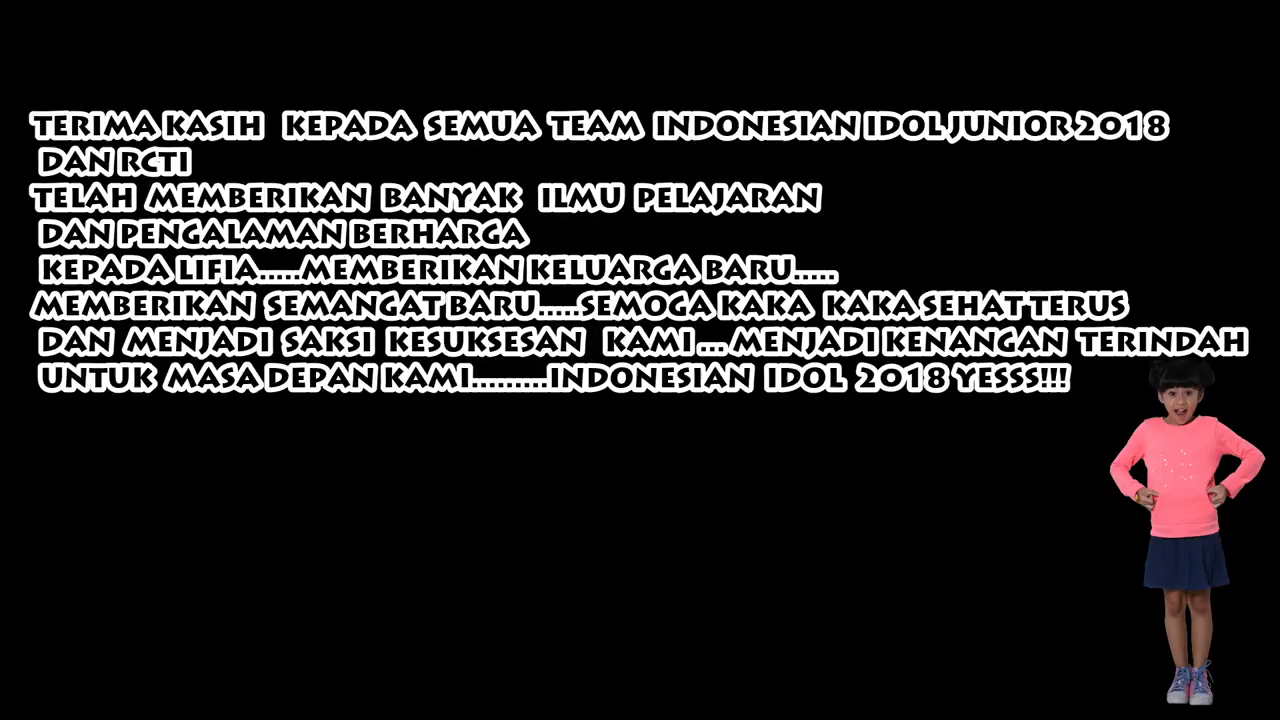 TERIMA KASIH KEPADA SEMUA TEAM INDONESIAN IDOL JUNIOR 2018
DAN RCTI
TELAH MEMBERIKAN BANYAK ILMU PELAJARAN
DAN PENGALAMAN BERHARGA
KEPADA LIFIA.....MEMBERIKAN KELUARGA BARU.....
MEMBERIKAN SEMANGAT BARU.....SEMOGA KAKA KAKA SEHAT TERUS
DAN MENJADI SAKSI KESUKSESAN KAMI... MENJADI KENANGAN TERINDAH
UNTUK MASA DEPAN KAMI.........INDONESIAN IDOL 2018 YESSS!!!